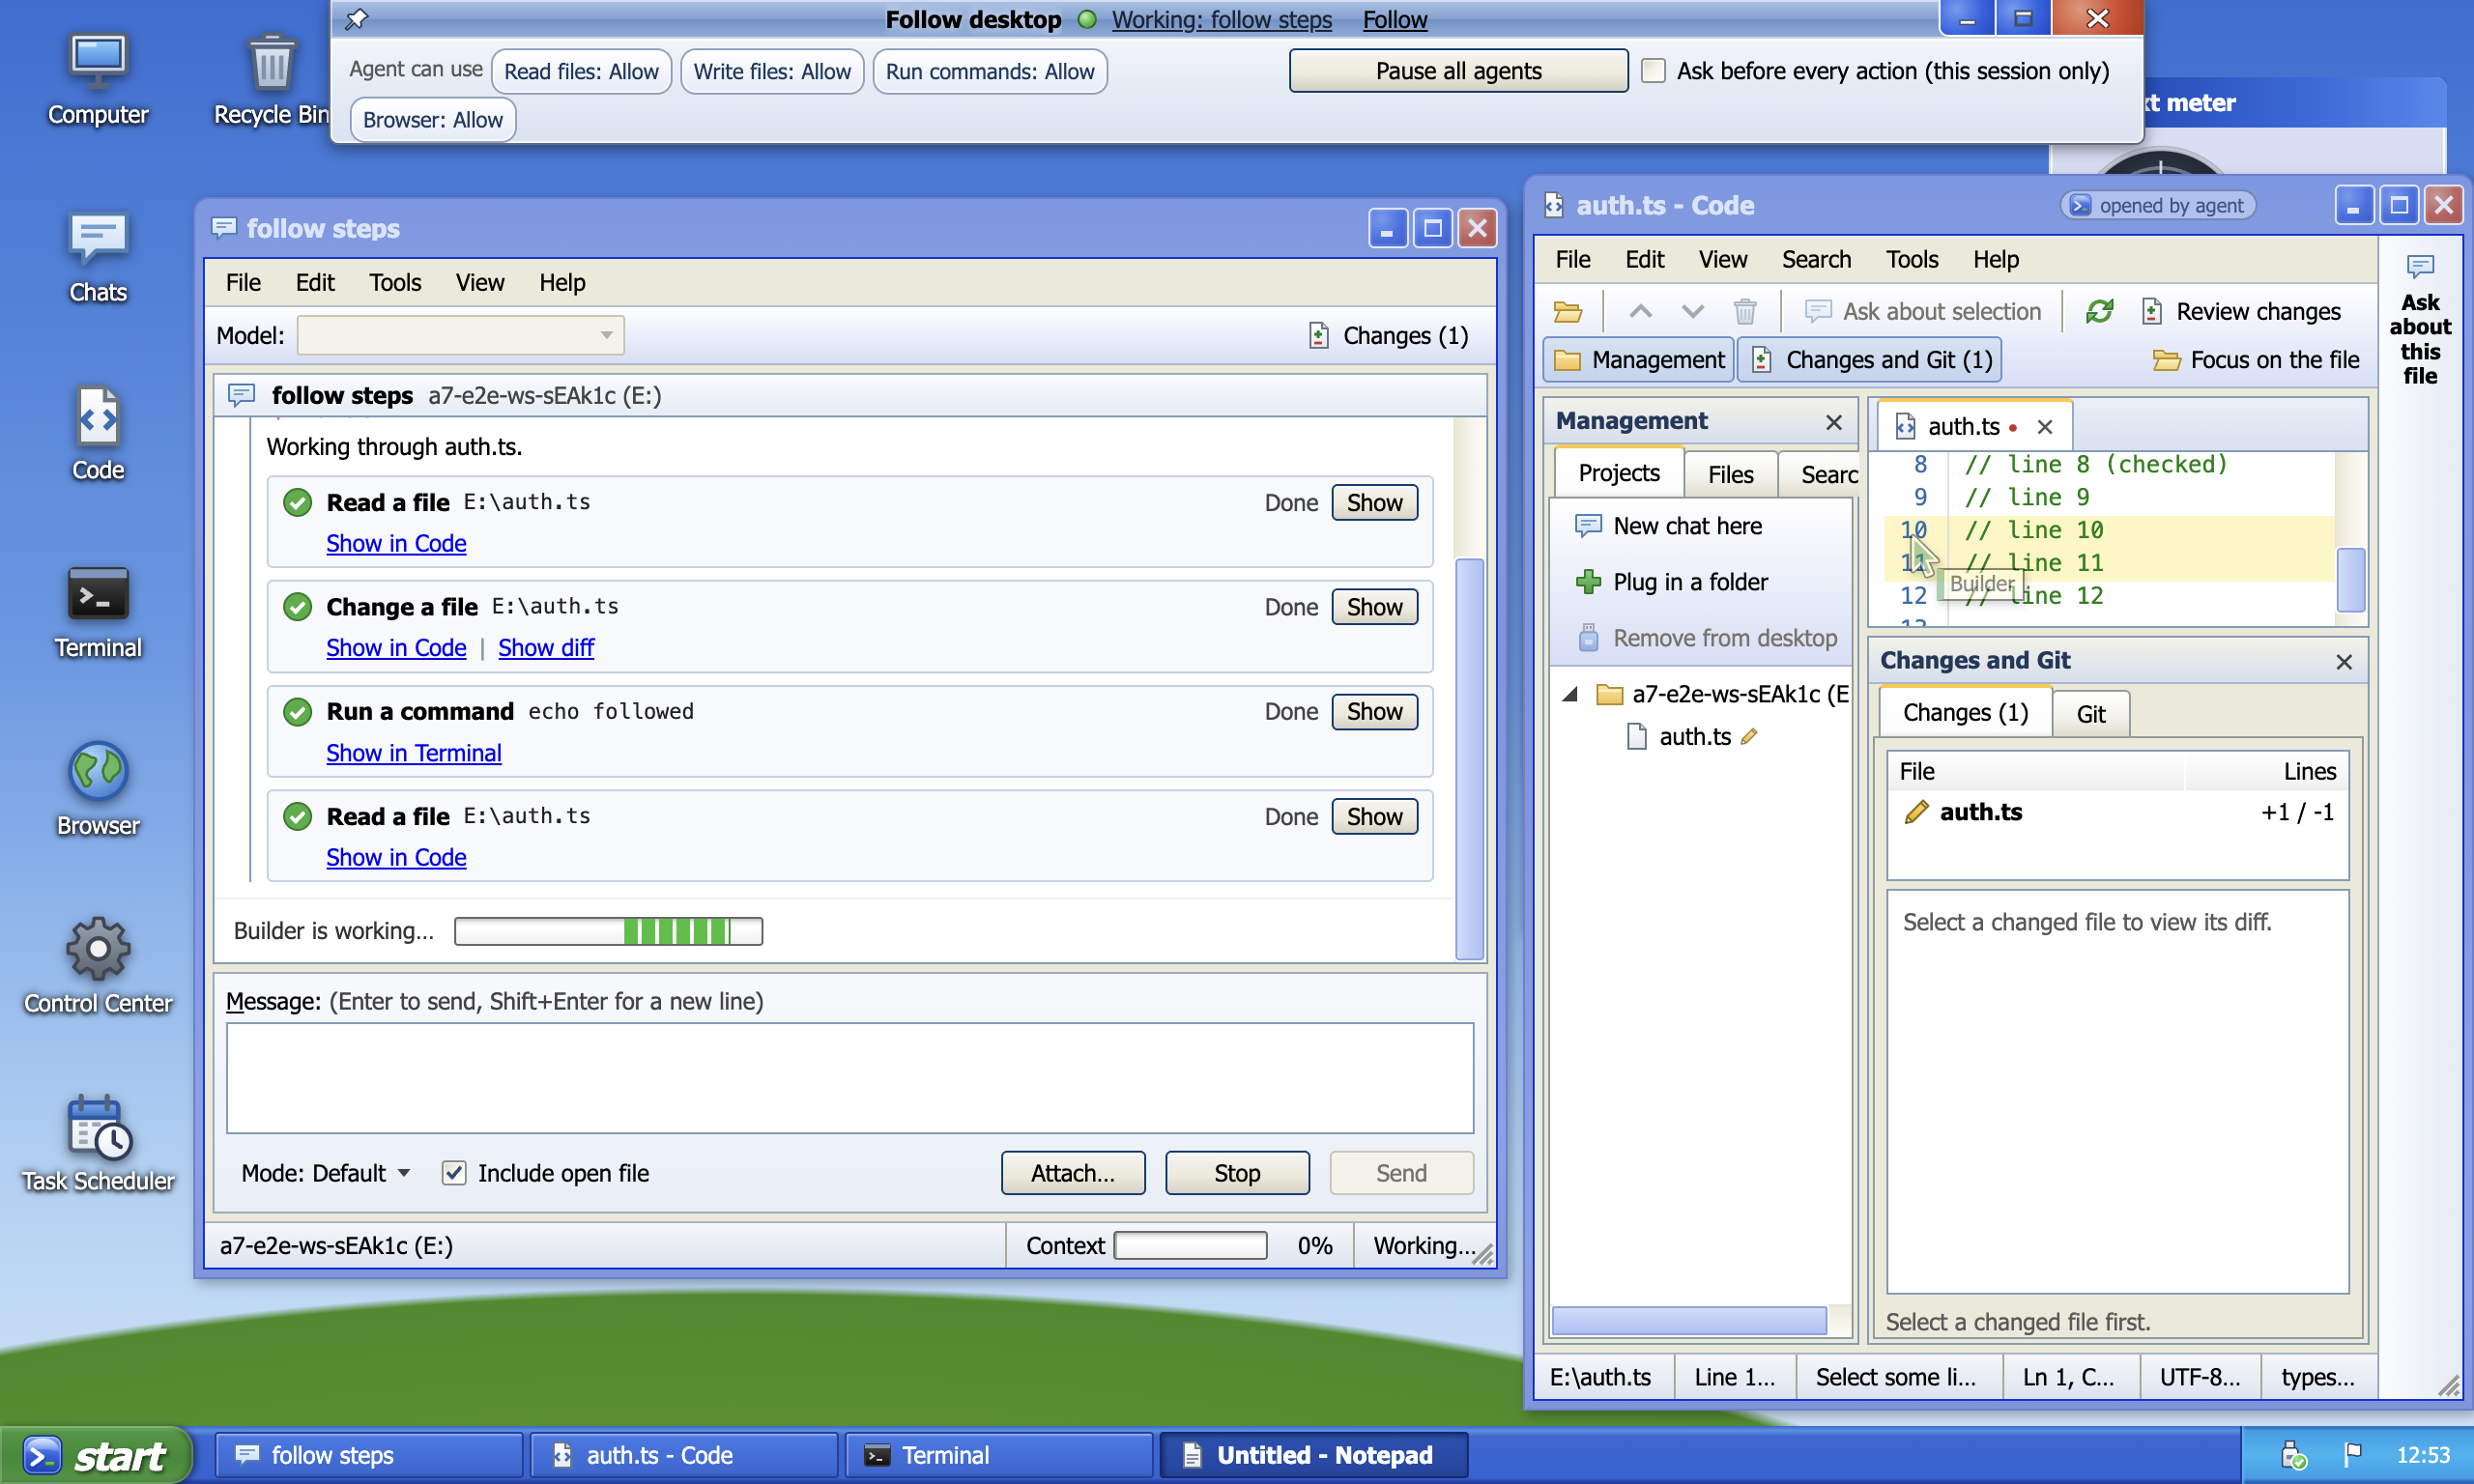 Follow desktop Working: follow steps Follow
Agent can use Read files: Allow Write files: Allow Run commands: Allow Pause all agents Ask before every action (this session only)
Browser: Allow
meter
Computer
Recycle Bin
Chats
Code
Terminal
Browser
Control Center
Task Scheduler
follow steps
File Edit Tools View Help
Model: Changes (1)
follow steps a7-e2e-ws-sEAk1c (E:)
Working through auth.ts.
Read a file E:\auth.ts Done Show
Show in Code
Change a file E:\auth.ts Done Show
Show in Code | Show diff
Run a command echo followed Done Show
Show in Terminal
Read a file E:\auth.ts Done Show
Show in Code
Builder is working...
Message: (Enter to send, Shift+Enter for a new line)
Mode: Default Include open file Attach... Stop Send
a7-e2e-ws-sEAk1c (E:) Context 0% Working...
auth.ts - Code opened by agent
File Edit View Search Tools Help
Ask about selection Review changes
Management Changes and Git (1) Focus on the file
Ask
about
this
file
Management
Projects Files Searc
New chat here
Plug in a folder
Remove from desktop
a7-e2e-ws-sEAk1c (E
auth.ts
auth.ts
8 // line 8 (checked)
9 // line 9
10 // line 10
11 // line 11
12 // line 12
Builder
Changes and Git
Changes (1) Git
File Lines
auth.ts +1 / -1
Select a changed file to view its diff.
Select a changed file first.
E:\auth.ts Line 1... Select some li... Ln 1, C... UTF-8... types...
start follow steps auth.ts - Code Terminal Untitled - Notepad 12:53